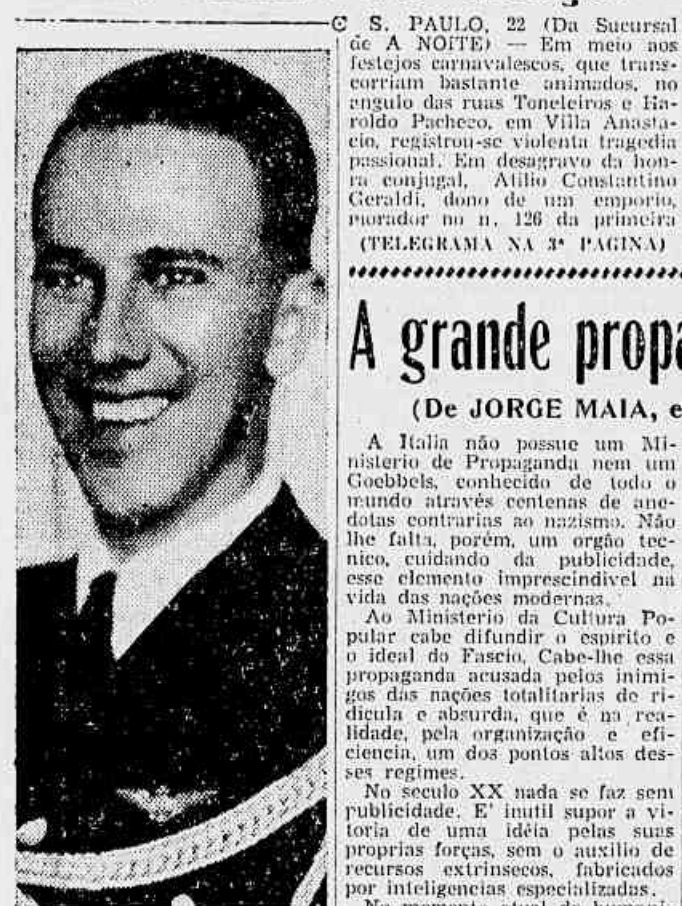 S. PAULO, 22 (Da Sucursal
de A NOITE) — Em meio aos
festejos carnavalescos, que trans-
corriam bastante animados, no
angulo das ruas Toneleiros e Ha-
roldo Pacheco, em Villa Anasta-
cio, registrou-se violenta tragedia
passional. Em desagravo da hon-
ra conjugal, Atilio Constantino
Geraldi, dono de um emporio,
morador no n. 126 da primeira
(TELEGRAMA NA 3ª PAGINA)
A grande propa
(De JORGE MAIA, e
A Italia não possue um Mi-
nisterio de Propaganda nem um
Goebbels, conhecido de todo o
mundo através centenas de ane-
dotas contrarias ao nazismo. Não
lhe falta, porém, um orgão tec-
nico, cuidando da publicidade,
esse elemento imprescindivel na
vida das nações modernas.
Ao Ministerio da Cultura Po-
pular cabe difundir o espirito e
o ideal do Fascio. Cabe-lhe essa
propaganda acusada pelos inimi-
gos das nações totalitarias de ri-
dicula e absurda, que é na rea-
lidade, pela organização e efi-
ciencia, um dos pontos altos des-
ses regimes.
No seculo XX nada se faz sem
publicidade. E' inutil supor a vi-
toria de uma idéia pelas suas
proprias forças, sem o auxilio de
recursos extrinsecos, fabricados
por inteligencias especializadas.